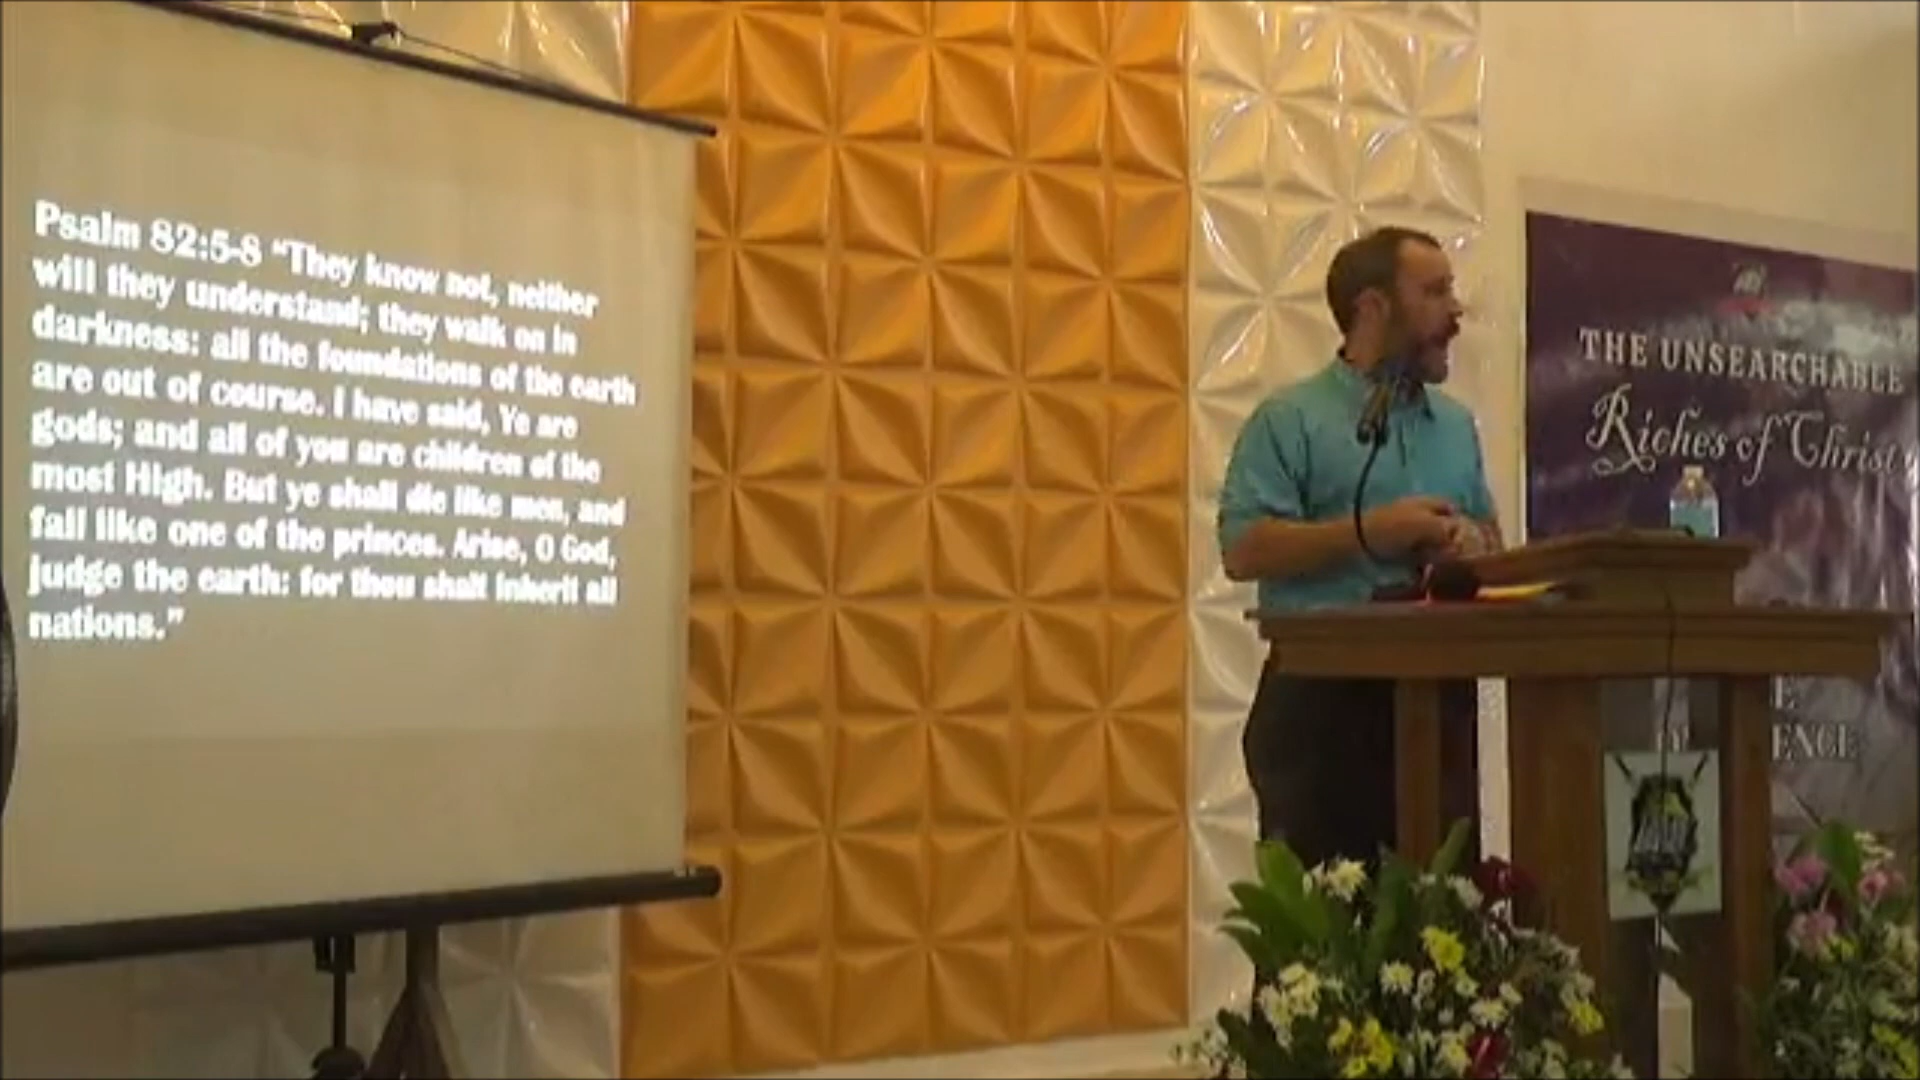 Psalm 82:5-8 “They know not, neither
will they understand; they walk on in
darkness: all the foundations of the earth
are out of course. I have said, Ye are
gods; and all of you are children of the
most High. But ye shall die like men, and
fall like one of the princes. Arise, O God,
judge the earth: for thou shalt inherit all
nations.”
THE UNSEARCHABLE
Riches of Christ
E
ENCE